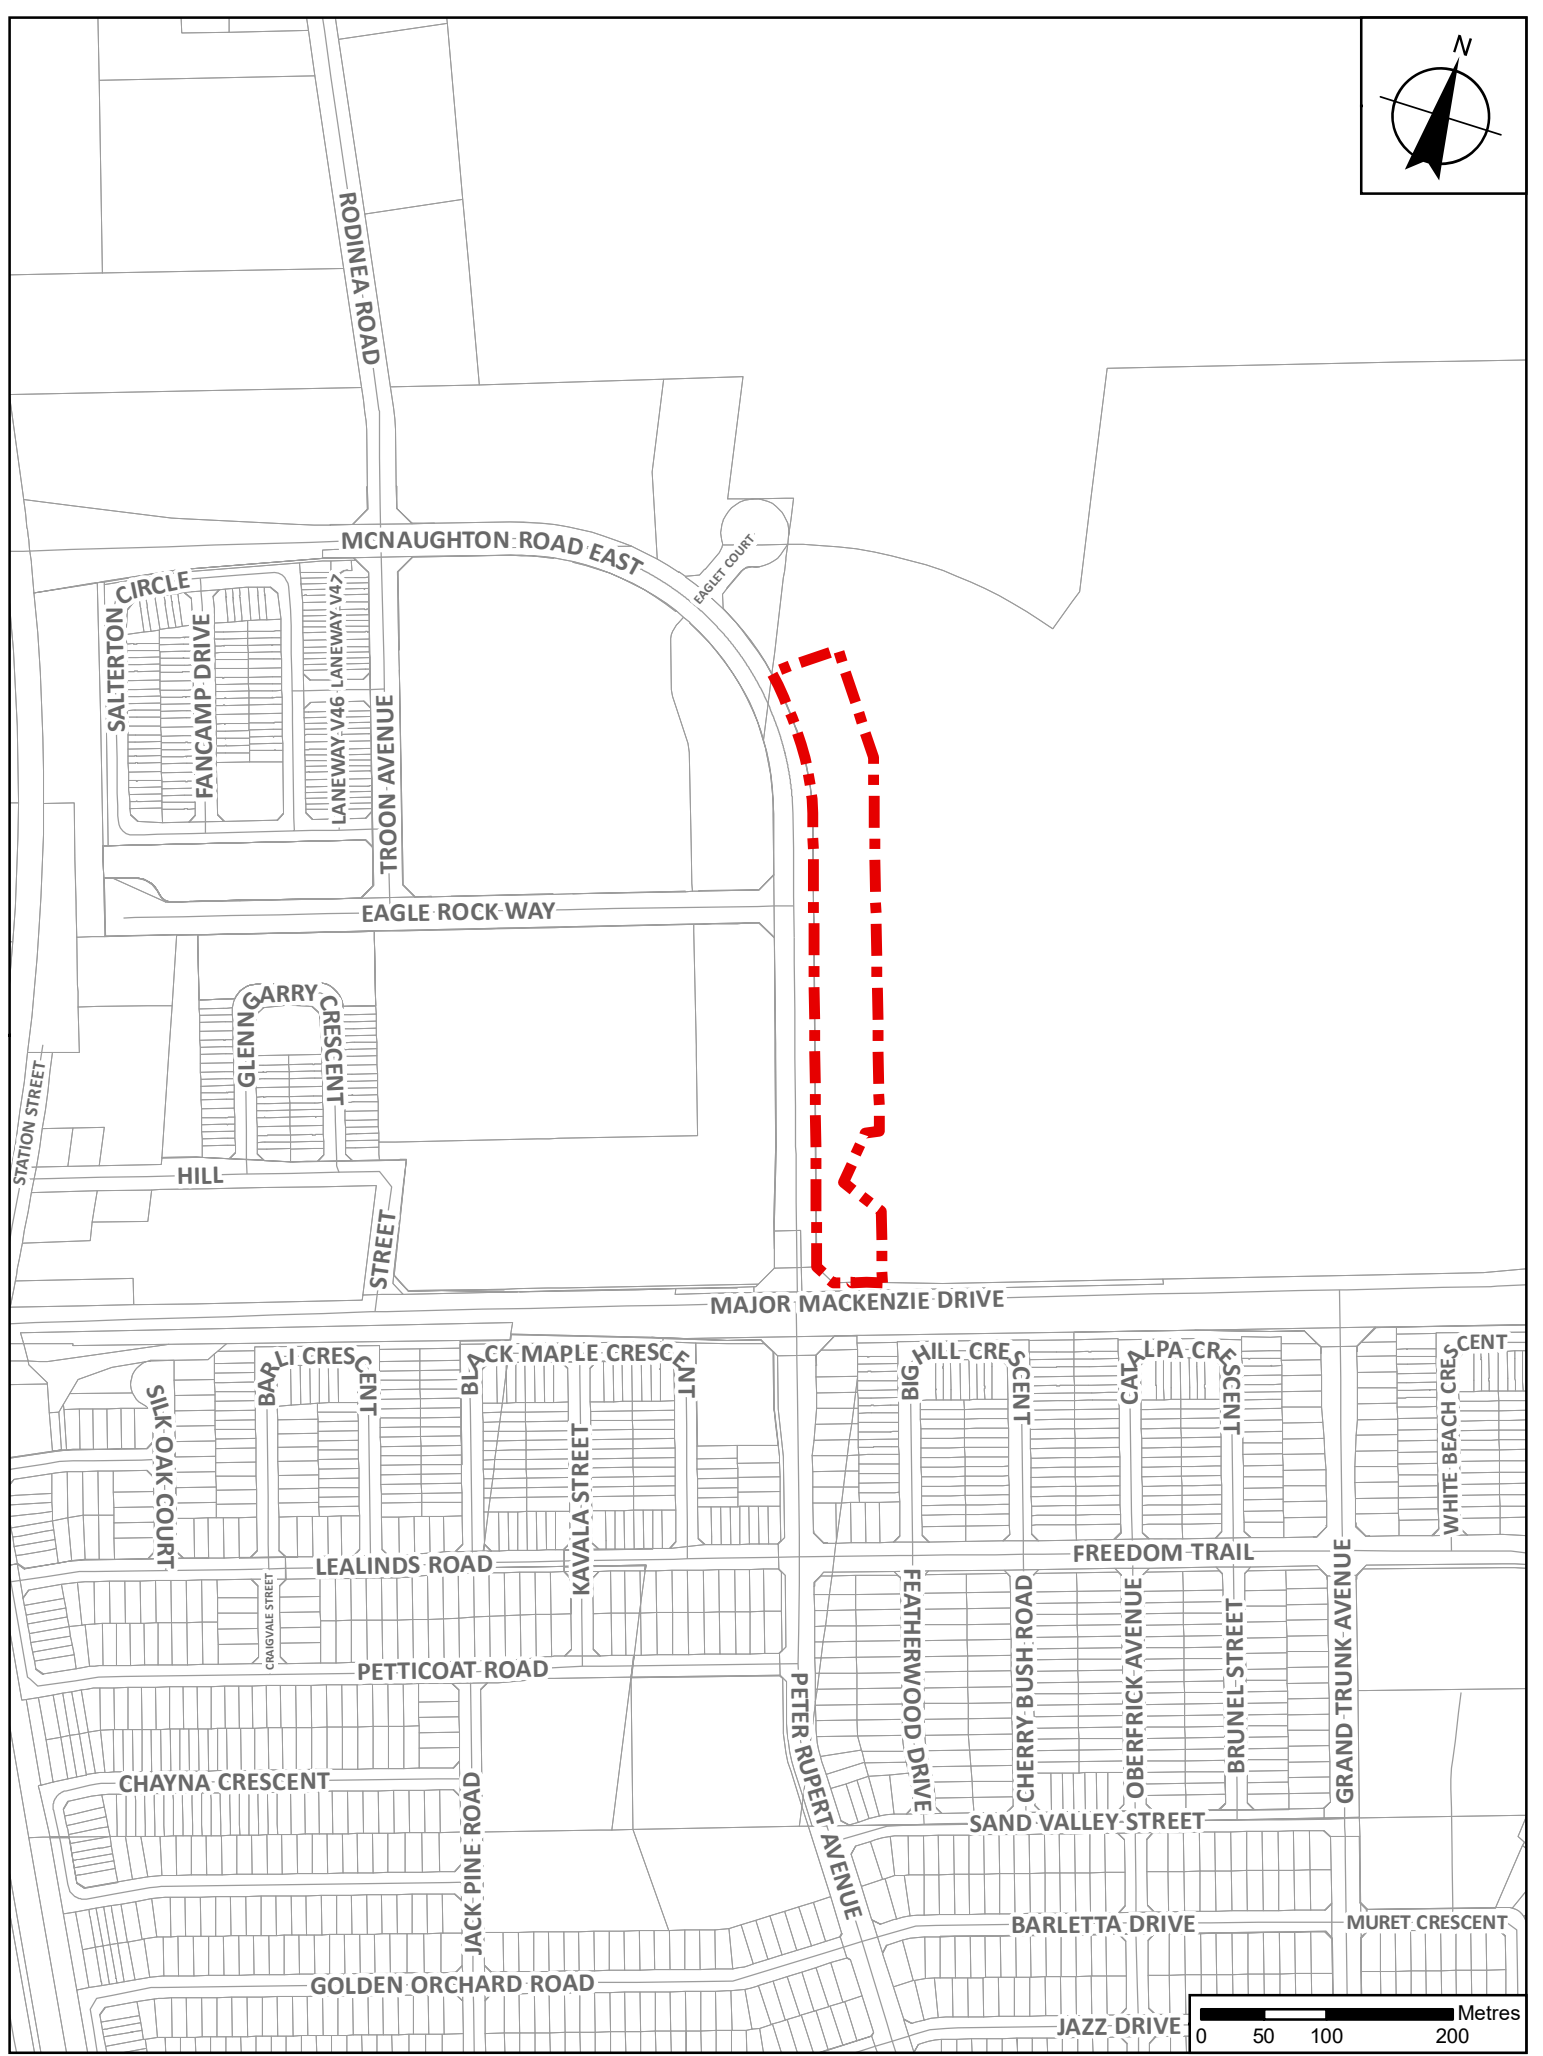 N
RODINEA ROAD
MCNAUGHTON ROAD EAST
EAGLET COURT
SALTERTON CIRCLE
FANCAMP DRIVE
LANEWAY V47
LANEWAY V46
TROON AVENUE
EAGLE ROCK WAY
GLENNGARRY CRESCENT
STATION STREET
HILL STREET
MAJOR MACKENZIE DRIVE
SILK OAK COURT
BARLI CRESCENT
BLACK MAPLE CRESCENT
KAVALA STREET
BIG HILL CRESCENT
CATALPA CRESCENT
WHITE BEACH CRESCENT
LEALINDS ROAD
FREEDOM TRAIL
CRAIGVALE STREET
PETTICOAT ROAD
PETER RUPERT AVENUE
FEATHERWOOD DRIVE
CHERRY BUSH ROAD
OBERFRICK AVENUE
BRUNEL STREET
GRAND TRUNK AVENUE
CHAYNA CRESCENT
JACK PINE ROAD
SAND VALLEY STREET
BARLETTA DRIVE
MURET CRESCENT
GOLDEN ORCHARD ROAD
JAZZ DRIVE
Metres
0 50 100 200